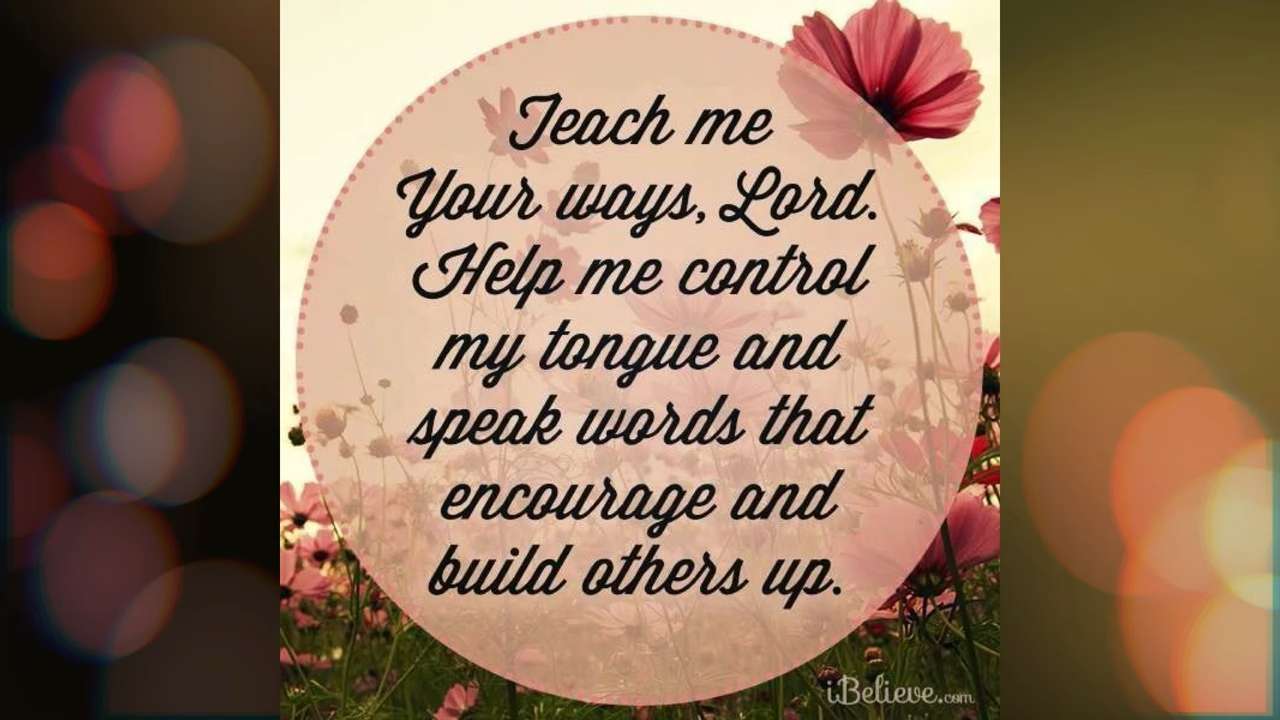 Teach me
Your ways, Lord.
Help me control
my tongue and
speak words that
encourage and
build others up.
iBelieve.com